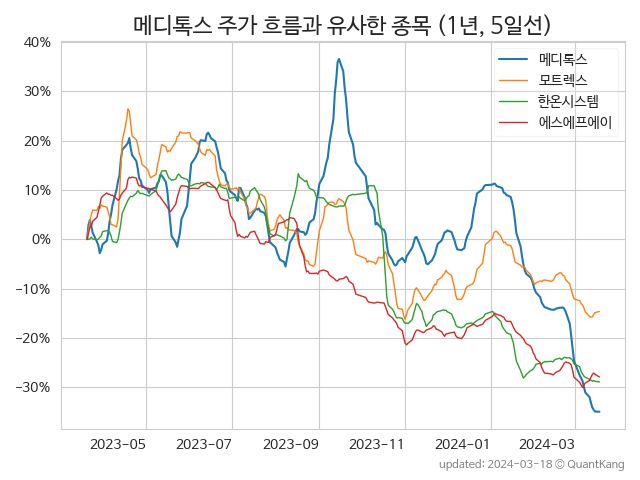 메디톡스 주가 흐름과 유사한 종목 (1년, 5일선)
40%
30%
20%
10%
0%
−10%
−20%
−30%
메디톡스
모트렉스
한온시스템
에스에프에이
2023-05 2023-07 2023-09 2023-11 2024-01 2024-03
updated: 2024-03-18 ⓒ QuantKang